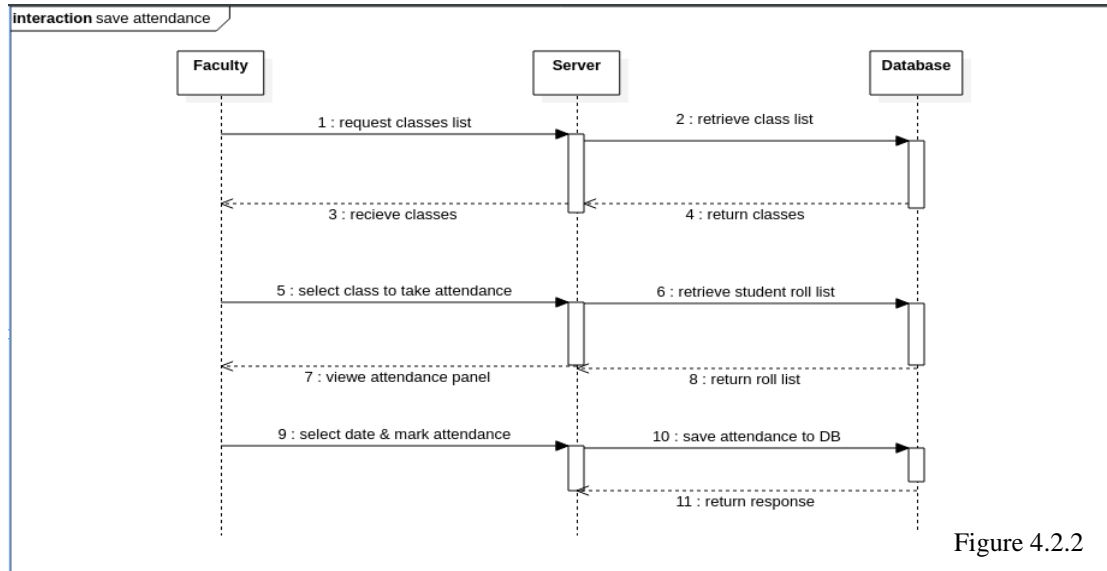 interaction save attendance
Faculty
Server
Database
1 : request classes list
2 : retrieve class list
3 : recieve classes
4 : return classes
5 : select class to take attendance
6 : retrieve student roll list
7 : viewe attendance panel
8 : return roll list
9 : select date & mark attendance
10 : save attendance to DB
11 : return response
Figure 4.2.2